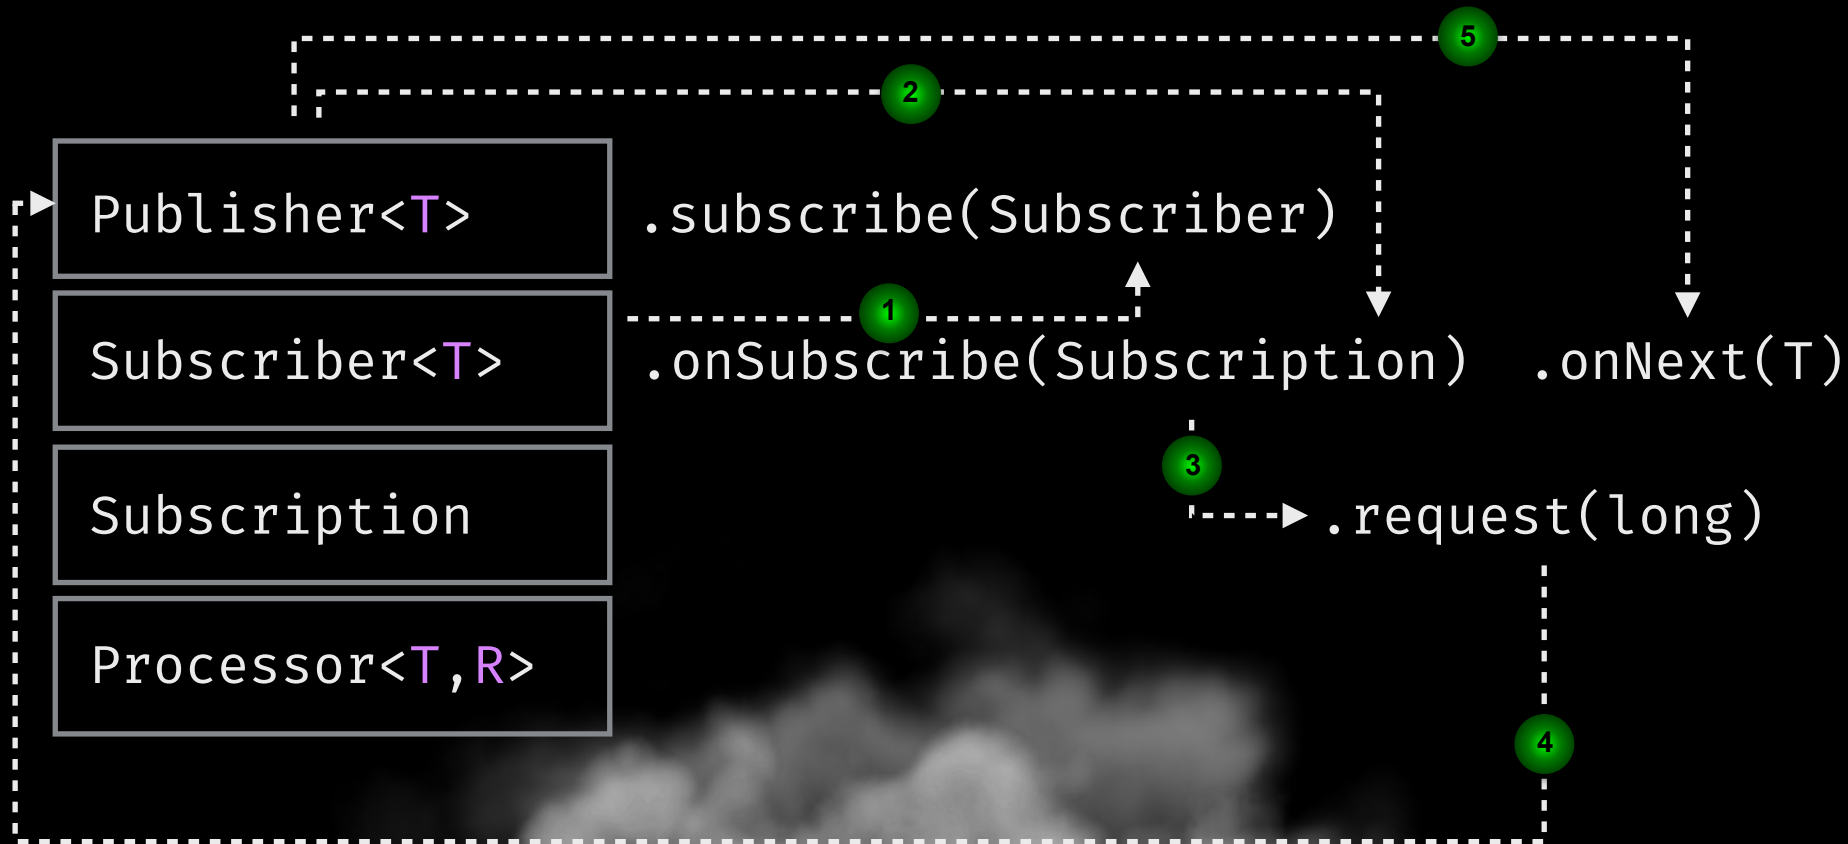 5
2
Publisher<T> .subscribe(Subscriber)
1
Subscriber<T> .onSubscribe(Subscription) .onNext(T)
3
Subscription .request(long)
Processor<T,R>
4